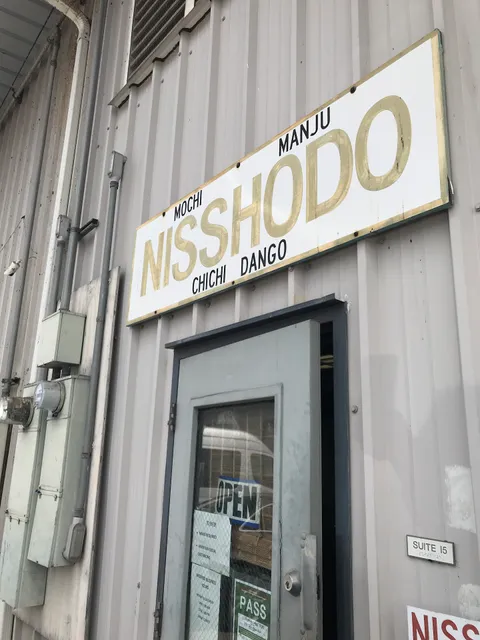 MOCHI MANJU
NISSHODO
CHICHI DANGO
OPEN
PASS
SUITE 15
NISS